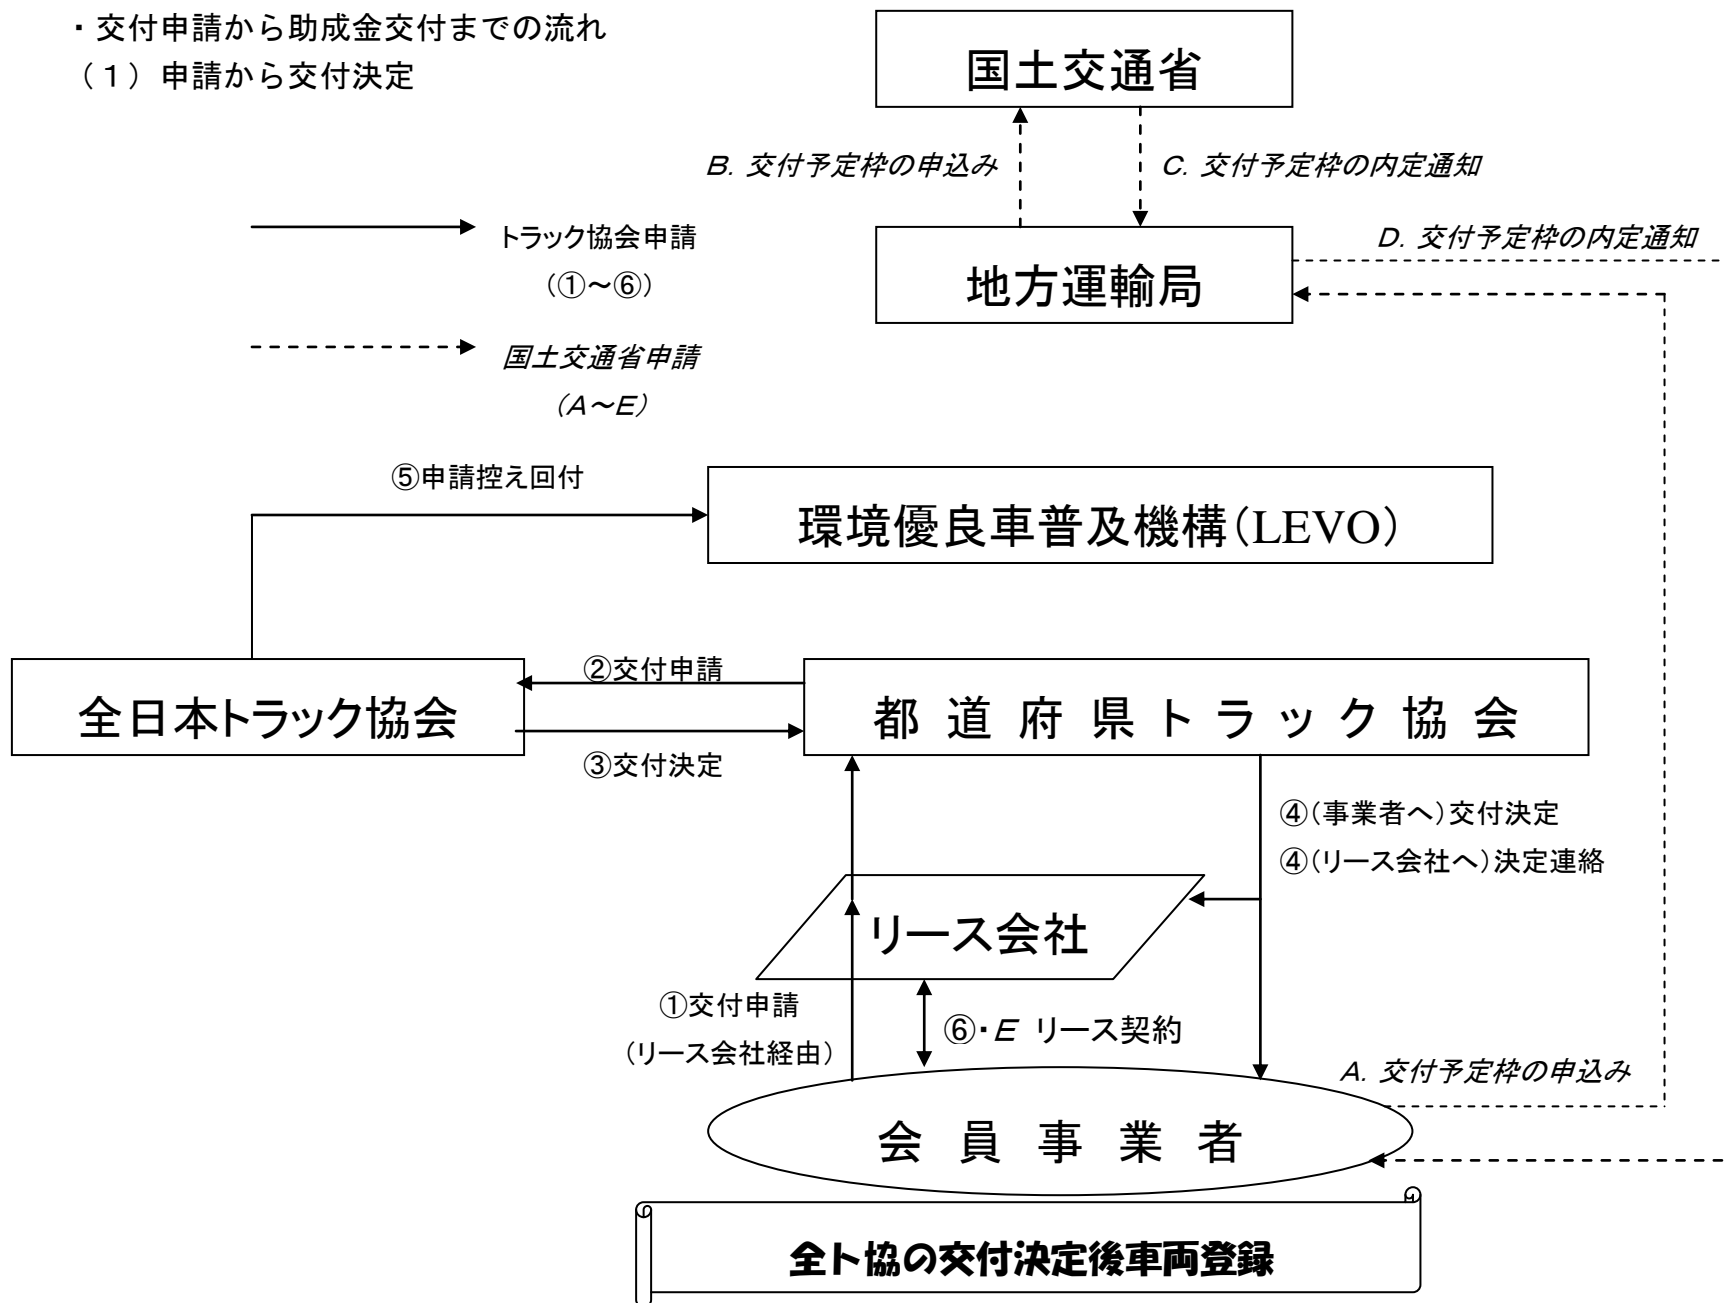 ・交付申請から助成金交付までの流れ
（１）申請から交付決定
国土交通省
B. 交付予定枠の申込み
C. 交付予定枠の内定通知
トラック協会申請
（①～⑥）
地方運輸局
D. 交付予定枠の内定通知
国土交通省申請
（A～E）
⑤申請控え回付
環境優良車普及機構（LEVO）
②交付申請
全日本トラック協会
都道府県トラック協会
③交付決定
④（事業者へ）交付決定
④（リース会社へ）決定連絡
リース会社
①交付申請
（リース会社経由）
⑥・E リース契約
A. 交付予定枠の申込み
会員事業者
全ト協の交付決定後車両登録